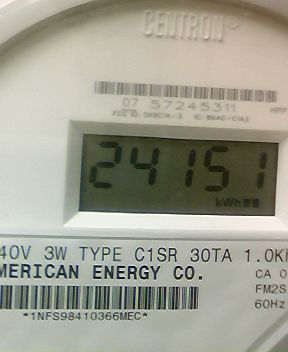 CENTRON®
07 57245311
24151
kWh
40V 3W TYPE C1SR 30TA 1.0K
MERICAN ENERGY CO.
CA 0
FM2S
60Hz
*1NFS98410366MEC*